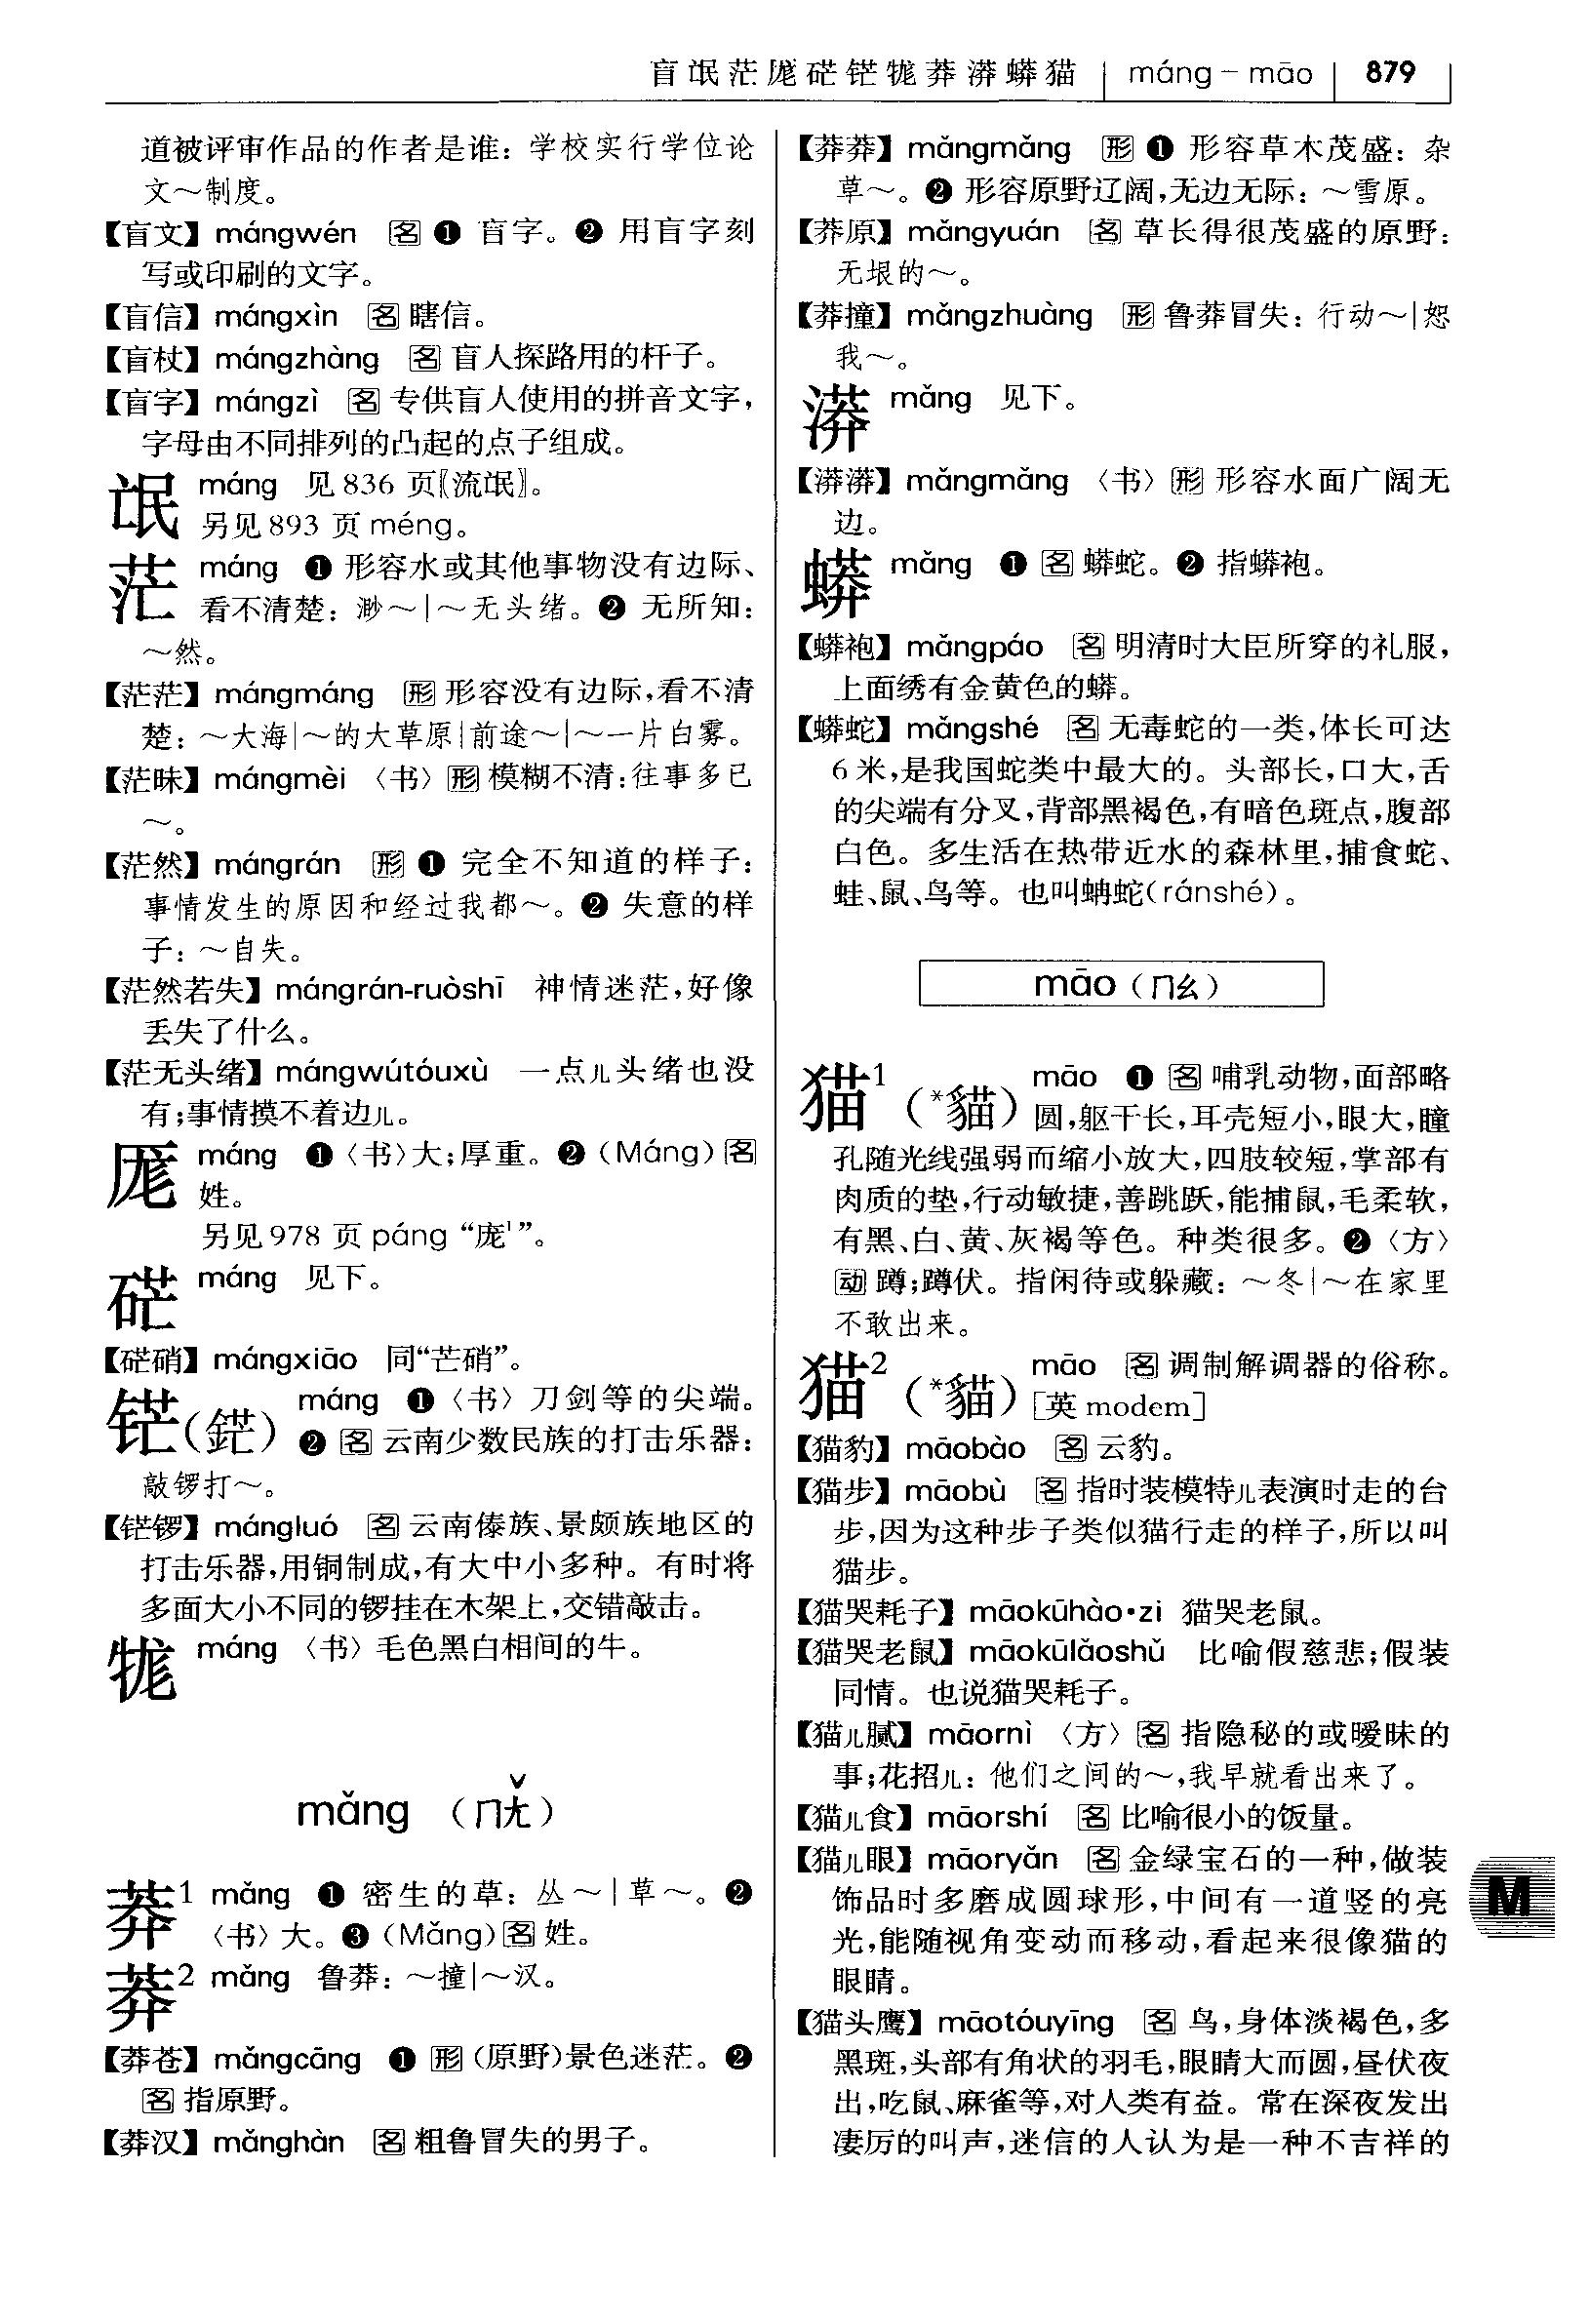 盲氓茫厖硭铓牻莽漭蟒猫 | máng－māo | 879
道被评审作品的作者是谁：学校实行学位论
文～制度。
【盲文】mángwén 名❶ 盲字。❷ 用盲字刻
写或印刷的文字。
【盲信】mángxìn 名 瞎信。
【盲杖】mángzhàng 名 盲人探路用的杆子。
【盲字】mángzì 名 专供盲人使用的拼音文字，
字母由不同排列的凸起的点子组成。
氓 máng 见 836 页〖流氓〗。
另见 893 页 méng。
茫 máng ❶ 形容水或其他事物没有边际、
看不清楚：渺～|～无头绪。❷ 无所知：
～然。
【茫茫】mángmáng 形 形容没有边际，看不清
楚：～大海|～的大草原|前途～|～一片白雾。
【茫昧】mángmèi 〈书〉形 模糊不清：往事多已
～。
【茫然】mángrán 形 ❶ 完全不知道的样子：
事情发生的原因和经过我都～。❷ 失意的样
子：～自失。
【茫然若失】mángrán-ruòshī 神情迷茫，好像
丢失了什么。
【茫无头绪】mángwútóuxù 一点儿头绪也没
有；事情摸不着边儿。
厖 máng ❶〈书〉大；厚重。❷（Máng）名
姓。
另见 978 页 páng “庞¹”。
硭 máng 见下。
【硭硝】mángxiāo 同“芒硝”。
铓（鋩） máng ❶〈书〉刀剑等的尖端。
❷ 名 云南少数民族的打击乐器：
敲锣打～。
【铓锣】mángluó 名 云南傣族、景颇族地区的
打击乐器，用铜制成，有大中小多种。有时将
多面大小不同的锣挂在木架上，交错敲击。
牻 máng 〈书〉毛色黑白相间的牛。
mǎng （ㄇㄤˇ）
莽¹ mǎng ❶ 密生的草：丛～|草～。❷
〈书〉大。❸（Mǎng）名 姓。
莽² mǎng 鲁莽：～撞|～汉。
【莽苍】mǎngcāng ❶ 形（原野）景色迷茫。❷
名 指原野。
【莽汉】mǎnghàn 名 粗鲁冒失的男子。
【莽莽】mǎngmǎng 形 ❶ 形容草木茂盛：杂
草～。❷ 形容原野辽阔，无边无际：～雪原。
【莽原】mǎngyuán 名 草长得很茂盛的原野：
无垠的～。
【莽撞】mǎngzhuàng 形 鲁莽冒失：行动～|恕
我～。
漭 mǎng 见下。
【漭漭】mǎngmǎng 〈书〉形 形容水面广阔无
边。
蟒 mǎng ❶ 名 蟒蛇。❷ 指蟒袍。
【蟒袍】mǎngpáo 名 明清时大臣所穿的礼服，
上面绣有金黄色的蟒。
【蟒蛇】mǎngshé 名 无毒蛇的一类，体长可达
6 米，是我国蛇类中最大的。头部长，口大，舌
的尖端有分叉，背部黑褐色，有暗色斑点，腹部
白色。多生活在热带近水的森林里，捕食蛇、
蛙、鼠、鸟等。也叫蚺蛇（ránshé）。
māo（ㄇㄠ）
猫¹（*貓） māo ❶ 名 哺乳动物，面部略
圆，躯干长，耳壳短小，眼大，瞳
孔随光线强弱而缩小放大，四肢较短，掌部有
肉质的垫，行动敏捷，善跳跃，能捕鼠，毛柔软，
有黑、白、黄、灰褐等色。种类很多。❷〈方〉
动 蹲；蹲伏。指闲待或躲藏：～冬|～在家里
不敢出来。
猫²（*貓） māo 名 调制解调器的俗称。
［英 modem］
【猫豹】māobào 名 云豹。
【猫步】māobù 名 指时装模特儿表演时走的台
步，因为这种步子类似猫行走的样子，所以叫
猫步。
【猫哭耗子】māokūhào•zi 猫哭老鼠。
【猫哭老鼠】māokūlǎoshǔ 比喻假慈悲；假装
同情。也说猫哭耗子。
【猫儿腻】māornì 〈方〉名 指隐秘的或暧昧的
事；花招儿：他们之间的～，我早就看出来了。
【猫儿食】māorshí 名 比喻很小的饭量。
【猫儿眼】māoryǎn 名 金绿宝石的一种，做装
饰品时多磨成圆球形，中间有一道竖的亮
光，能随视角变动而移动，看起来很像猫的
眼睛。
【猫头鹰】māotóuyīng 名 鸟，身体淡褐色，多
黑斑，头部有角状的羽毛，眼睛大而圆，昼伏夜
出，吃鼠、麻雀等，对人类有益。常在深夜发出
凄厉的叫声，迷信的人认为是一种不吉祥的
M